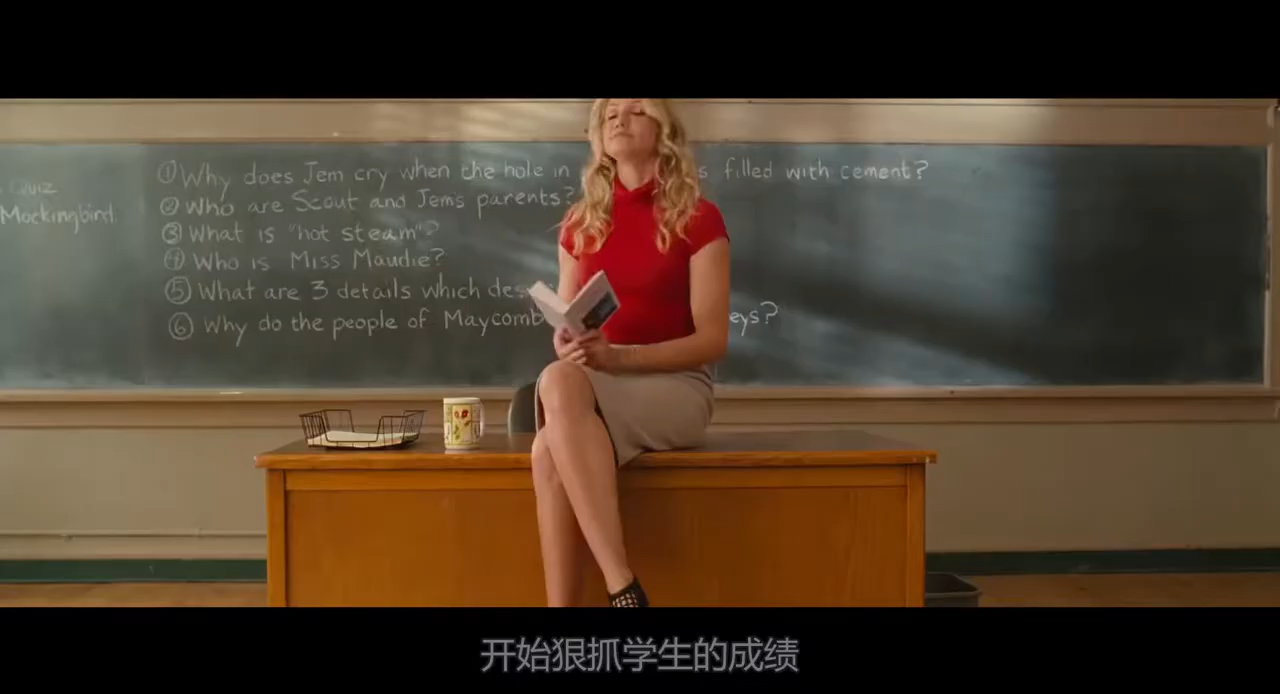 Quiz
Mockingbird
① Why does Jem cry when the hole in s filled with cement?
② Who are Scout and Jems parents?
③ What is "hot steam"?
④ Who is Miss Maudie?
⑤ What are 3 details which des
⑥ Why do the people of Maycomb eys?
开始狠抓学生的成绩